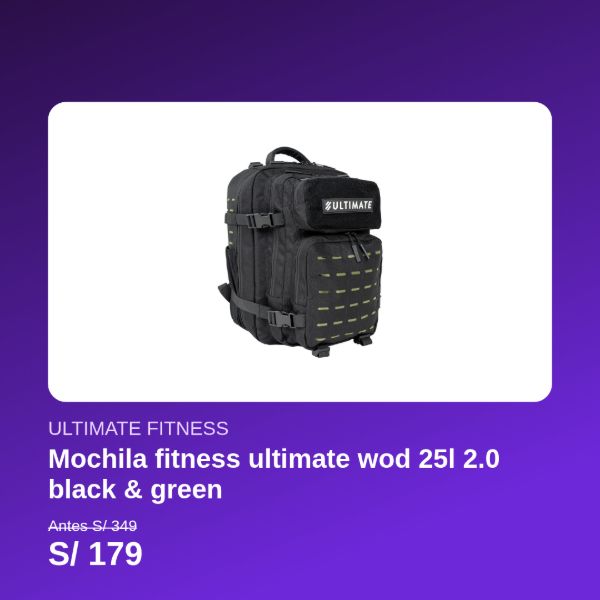 ULTIMATE
ULTIMATE FITNESS
Mochila fitness ultimate wod 25l 2.0
black & green
Antes S/ 349
S/ 179